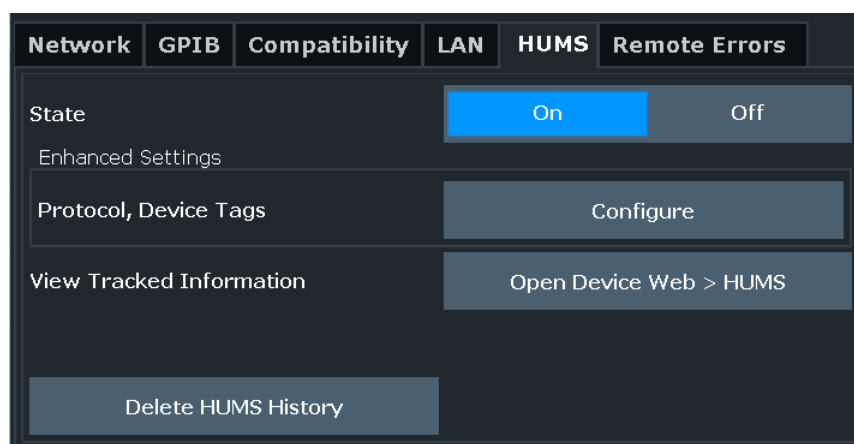 Network GPIB Compatibility LAN HUMS Remote Errors
State On Off
Enhanced Settings
Protocol, Device Tags Configure
View Tracked Information Open Device Web > HUMS
Delete HUMS History